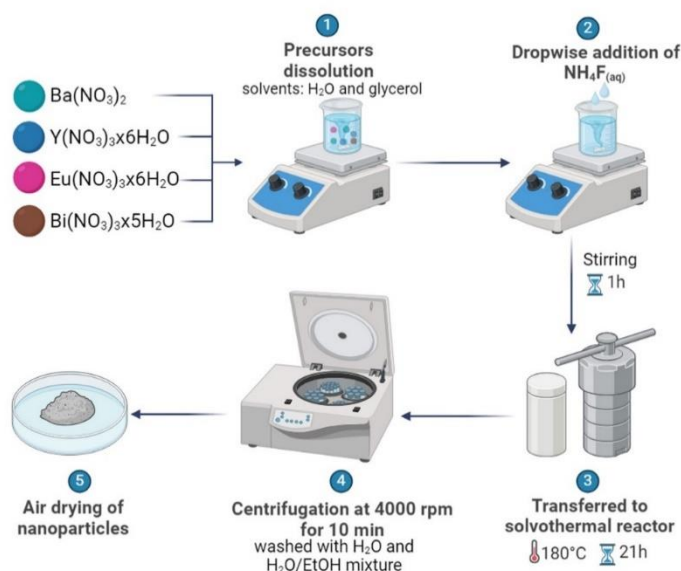 1
Precursors
dissolution
solvents: H₂O and glycerol
Ba(NO₃)₂
Y(NO₃)₃x6H₂O
Eu(NO₃)₃x6H₂O
Bi(NO₃)₃x5H₂O
2
Dropwise addition of
NH₄F(aq)
Stirring
1h
3
Transferred to
solvothermal reactor
180°C 21h
4
Centrifugation at 4000 rpm
for 10 min
washed with H₂O and
H₂O/EtOH mixture
5
Air drying of
nanoparticles